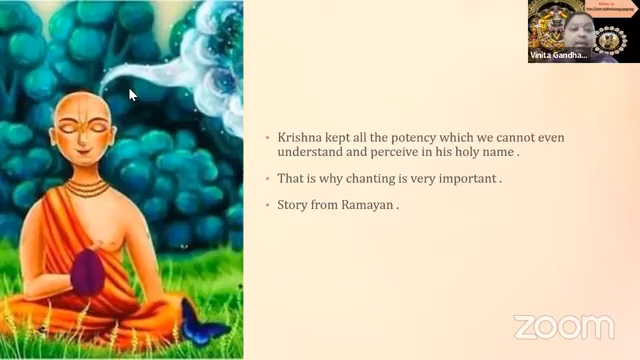 Vinita Gandha...
• Krishna kept all the potency which we cannot even
understand and perceive in his holy name .
• That is why chanting is very important .
• Story from Ramayan .
zoom